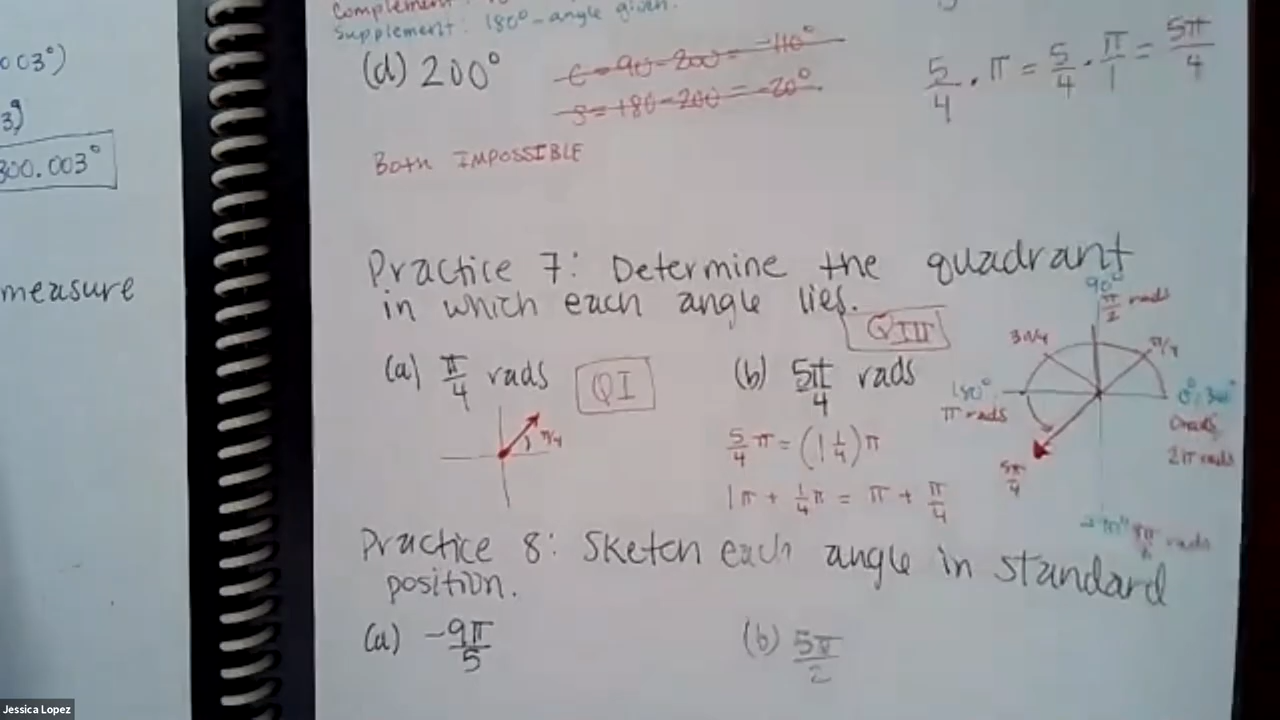 003°)
3)
300.003°
measure
Supplement: 180°-angle given.
(d) 200°
C = 90-200 = -110°
S = 180-200 = -20°
5/4 · π = 5/4 · π/1 = 5π/4
Both IMPOSSIBLE
Practice 7: Determine the quadrant
in which each angle lies.
(a) π/4 rads
QI
π/4
(b) 5π/4 rads
QIII
5/4 π = (1 1/4)π
1π + 1/4π = π + π/4
90°
π/2 rads
3π/4
π/4
180°
π rads
0°,
0 rads
2π rads
5π/4
rads
Practice 8: Sketch each angle in standard
position.
(a) -9π/5
(b) 5π/2
Jessica Lopez